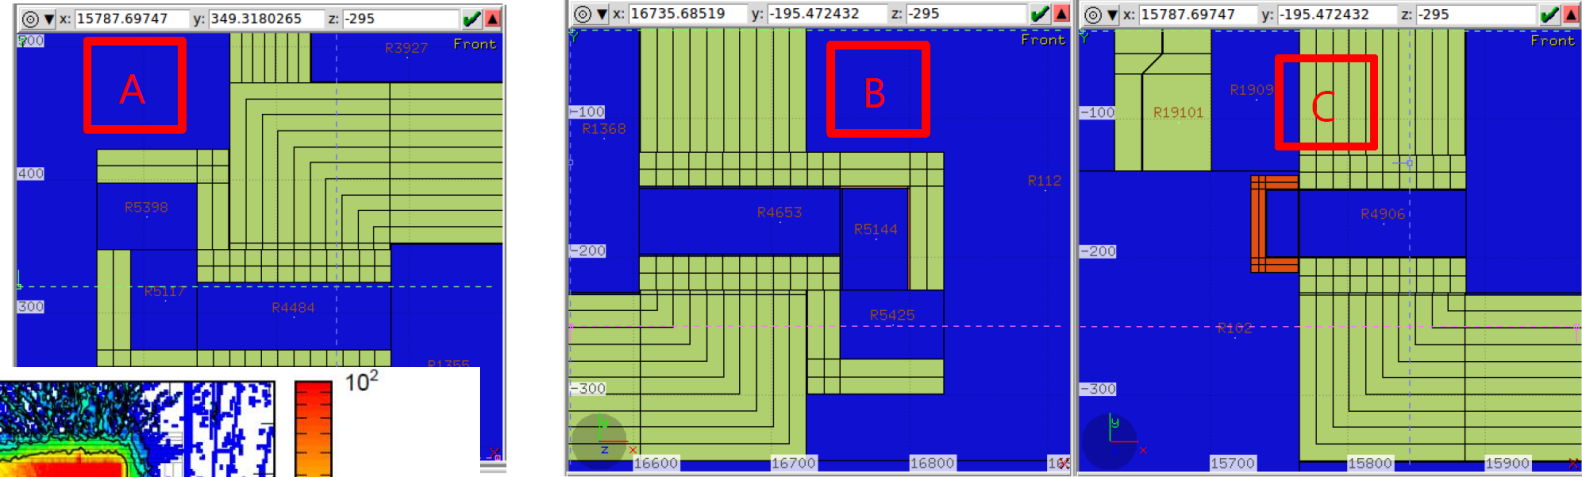 x: 15787.69747 y: 349.3180265 z: -295
Front
R3927
A
400
R5398
R5117
300
R4484
R1355
10²
x: 16735.68519 y: -195.472432 z: -295
Y
Front
B
-100
R1368
R112
R4653
-200
R5144
R5425
-300
z x
16600
16700
16800
x: 15787.69747 y: -195.472432 z: -295
Y
Front
R1909
C
-100
R19101
-200
R4906
R162
-300
y
x
15700
15800
15900
X